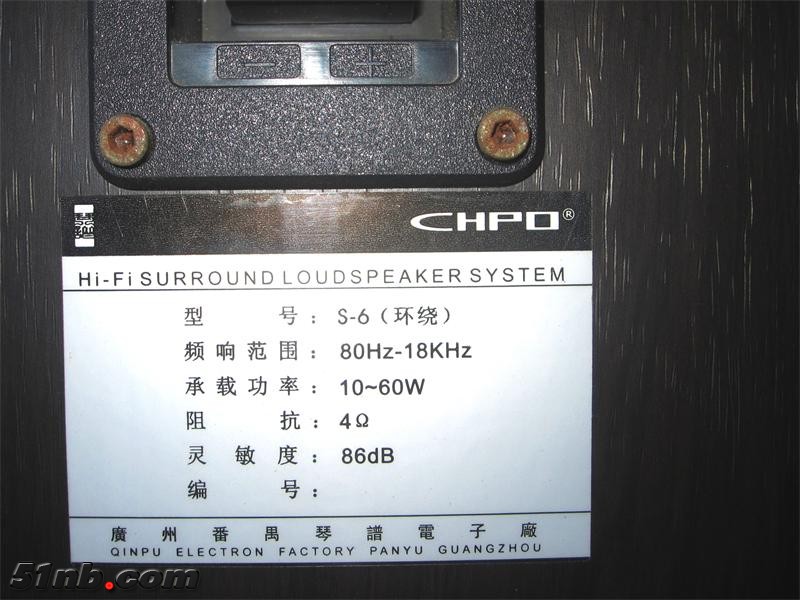 - +
CHPO®
Hi-Fi SURROUND LOUDSPEAKER SYSTEM
型 号： S-6（环绕）
频响范围： 80Hz-18KHz
承载功率： 10~60W
阻 抗： 4Ω
灵 敏 度： 86dB
编 号：
廣州番禺琴譜電子廠
QINPU ELECTRON FACTORY PANYU GUANGZHOU
51nb.com